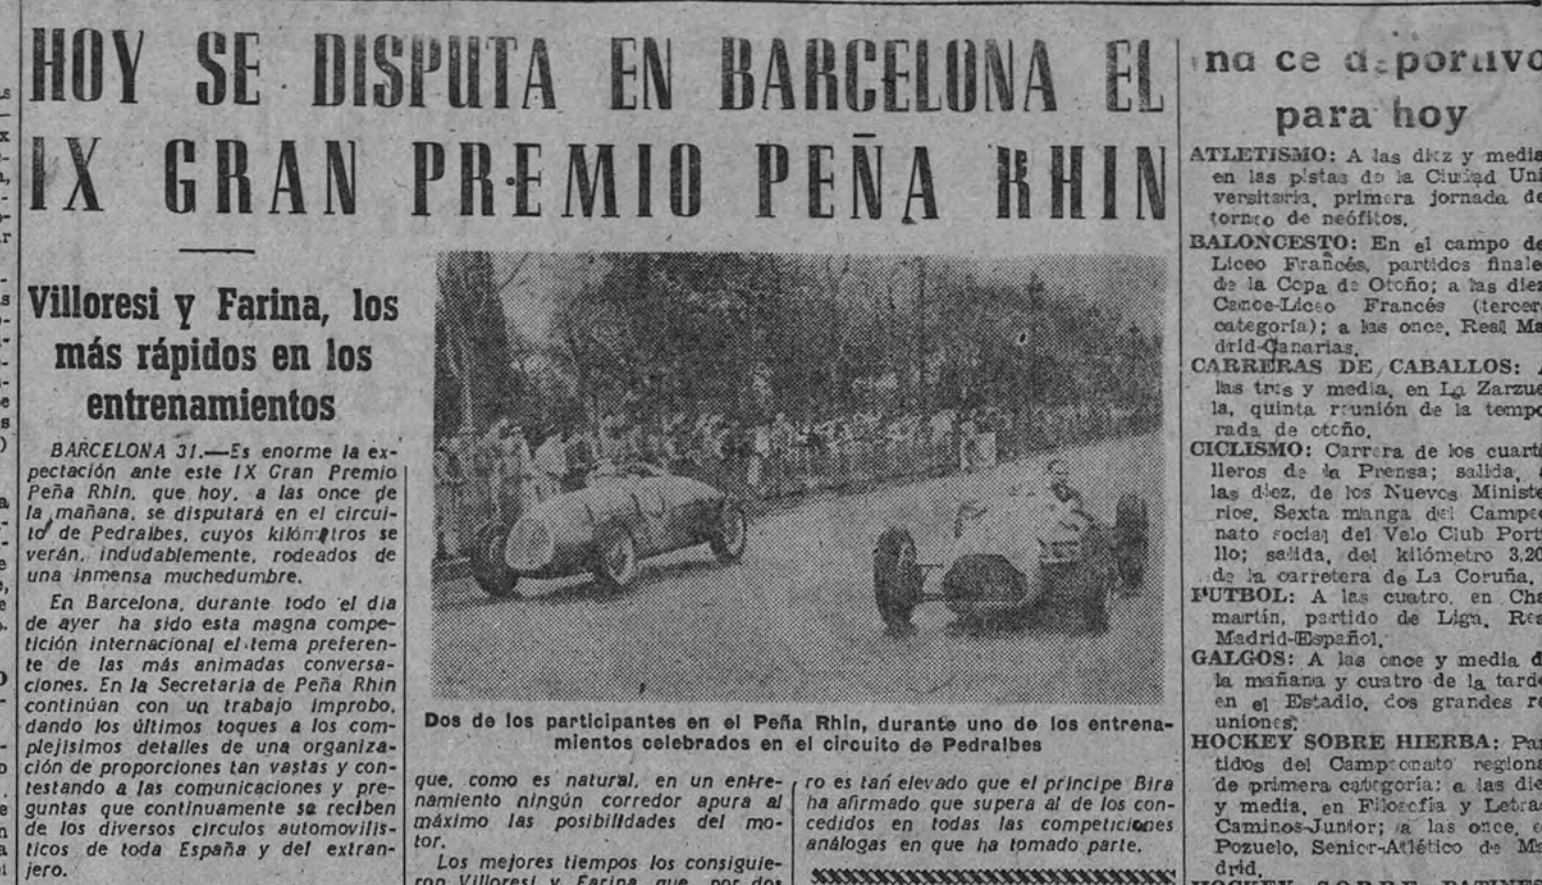 HOY SE DISPUTA EN BARCELONA EL
IX GRAN PREMIO PEÑA RHIN
Villoresi y Farina, los
más rápidos en los
entrenamientos
BARCELONA 31.—Es enorme la ex-
pectación ante este IX Gran Premio
Peña Rhin, que hoy, a las once de
la mañana, se disputará en el circui-
to de Pedralbes, cuyos kilómetros se
verán, indudablemente, rodeados de
una inmensa muchedumbre.
En Barcelona, durante todo el día
de ayer ha sido esta magna compe-
tición internacional el tema preferen-
te de las más animadas conversa-
ciones. En la Secretaría de Peña Rhin
continúan con un trabajo ímprobo,
dando los últimos toques a los com-
plejísimos detalles de una organiza-
ción de proporciones tan vastas y con-
testando a las comunicaciones y pre-
guntas que continuamente se reciben
de los diversos círculos automovilís-
ticos de toda España y del extran-
jero.
Dos de los participantes en el Peña Rhin, durante uno de los entrena-
mientos celebrados en el circuito de Pedralbes
que, como es natural, en un entre-
namiento ningún corredor apura al
máximo las posibilidades del mo-
tor.
Los mejores tiempos los consiguie-
ron Villoresi y Farina que, por dos
ro es tan elevado que el príncipe Bira
ha afirmado que supera al de los con-
cedidos en todas las competiciones
análogas en que ha tomado parte.
para hoy
ATLETISMO: A las diez y media
en las pistas de la Ciudad Uni
versitaria, primera jornada de
torneo de neófitos.
BALONCESTO: En el campo de
Liceo Francés, partidos finale
de la Copa de Otoño; a las diez
Canoe-Liceo Francés (tercer
categoría); a las once, Real Ma
drid-Canarias.
CARRERAS DE CABALLOS: A
las tres y media, en La Zarzue
la, quinta reunión de la tempo
rada de otoño.
CICLISMO: Carrera de los cuarti
lleros de la Prensa; salida, a
las diez, de los Nuevos Ministe
rios. Sexta manga del Campeo
nato social del Velo Club Port
llo; salida, del kilómetro 3,20
de la carretera de La Coruña.
FUTBOL: A las cuatro, en Cha
martín, partido de Liga, Rea
Madrid-Español.
GALGOS: A las once y media d
la mañana y cuatro de la tarde
en el Estadio, dos grandes re
uniones.
HOCKEY SOBRE HIERBA: Par
tidos del Campeonato regiona
de primera categoría: a las die
y media, en Filosofía y Letras
Caminos-Junior; a las once, e
Pozuelo, Senior-Atlético de Ma
drid.
HOCKEY SOBRE PATINES